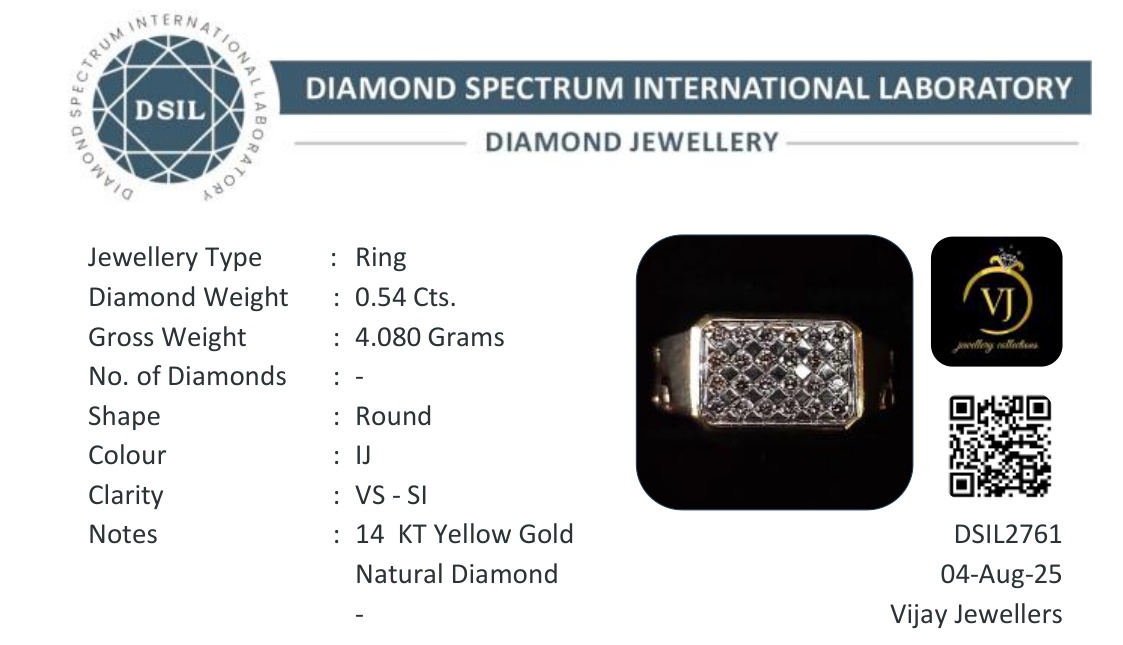 DIAMOND SPECTRUM INTERNATIONAL LABORATORY
DSIL
DIAMOND SPECTRUM INTERNATIONAL LABORATORY
DIAMOND JEWELLERY
Jewellery Type : Ring
Diamond Weight : 0.54 Cts.
Gross Weight : 4.080 Grams
No. of Diamonds : -
Shape : Round
Colour : IJ
Clarity : VS - SI
Notes : 14 KT Yellow Gold
Natural Diamond
-
VJ
jewellery collections
DSIL2761
04-Aug-25
Vijay Jewellers